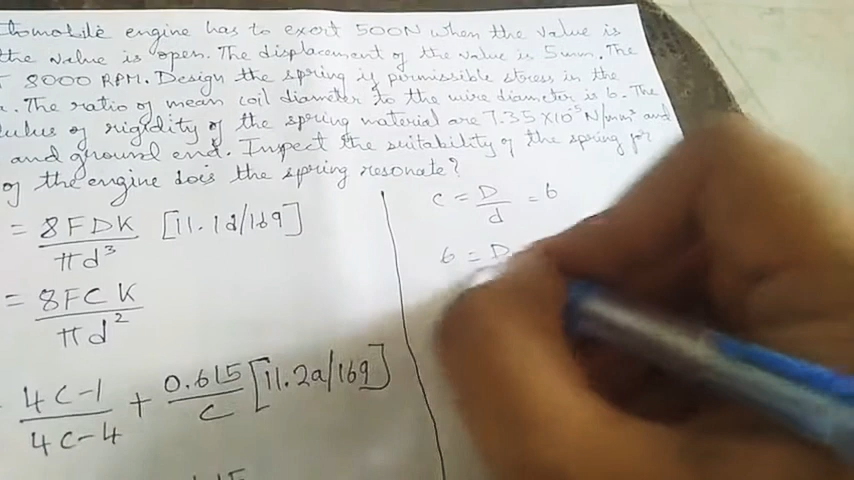 tomobile engine has to exert 500N when the value is
the value is open. The displacement of the value is 5mm. The
8000 RPM. Design the spring if permissible stress in the
. The ratio of mean coil diameter to the wire diameter is 6. The
dulus of rigidity of the spring material are 7.35×10⁻⁵N/mm³ and
and ground end. Inspect the suitability of the spring for
of the engine does the spring resonate?
= 8FDK / πd³ [11.1d/169]
= 8FCK / πd²
4C-1 / 4C-4 + 0.615 / C [11.2a/169]
C = D / d = 6
6 = D